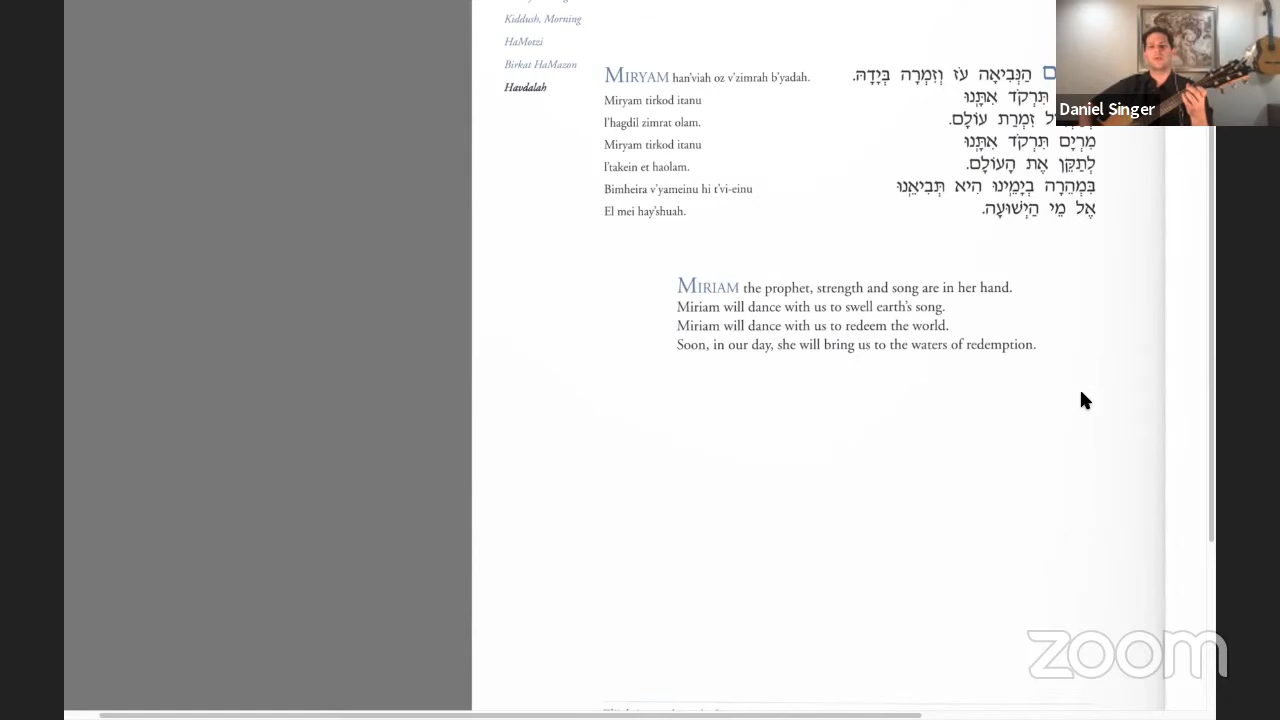 Kiddush, Morning
HaMotzi
Birkat HaMazon
Havdalah
MIRYAM han'viah oz v'zimrah b'yadah.
Miryam tirkod itanu
l'hagdil zimrat olam.
Miryam tirkod itanu
l'takein et haolam.
Bimheira v'yameinu hi t'vi-einu
El mei hay'shuah.
הַנְּבִיאָה עֹז וְזִמְרָה בְּיָדָהּ.
תִּרְקֹד אִתָּנוּ
זִמְרַת עוֹלָם.
מִרְיָם תִּרְקֹד אִתָּנוּ
לְתַקֵּן אֶת הָעוֹלָם.
בִּמְהֵרָה בְיָמֵינוּ הִיא תְּבִיאֵנוּ
אֶל מֵי הַיְשׁוּעָה.
MIRIAM the prophet, strength and song are in her hand.
Miriam will dance with us to swell earth's song.
Miriam will dance with us to redeem the world.
Soon, in our day, she will bring us to the waters of redemption.
Daniel Singer
zoom